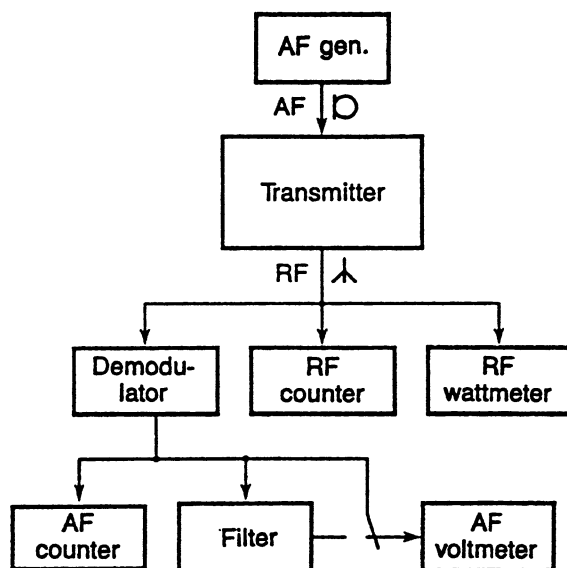 AF gen.
AF
Transmitter
RF
Demodu-
lator
RF
counter
RF
wattmeter
AF
counter
Filter
AF
voltmeter